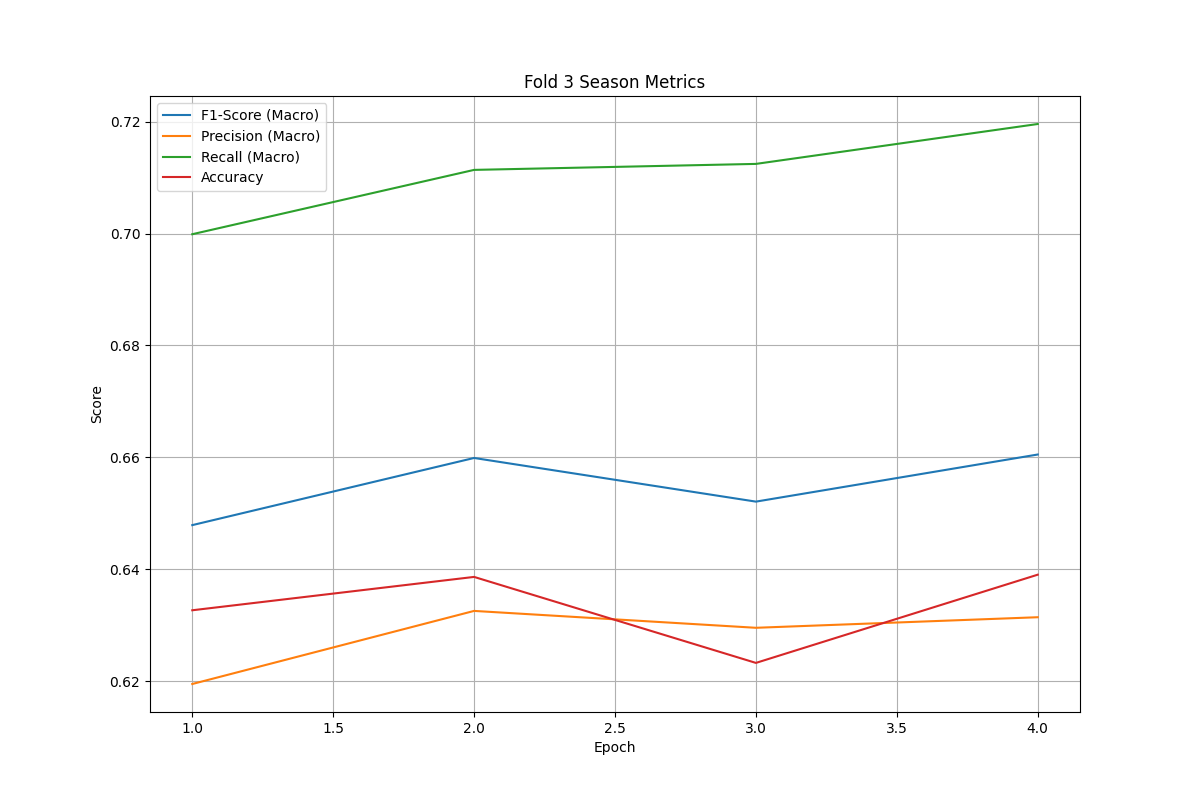 Fold 3 Season Metrics
F1-Score (Macro)
Precision (Macro)
Recall (Macro)
Accuracy
0.72
0.70
0.68
0.66
0.64
0.62
Score
1.0 1.5 2.0 2.5 3.0 3.5 4.0
Epoch